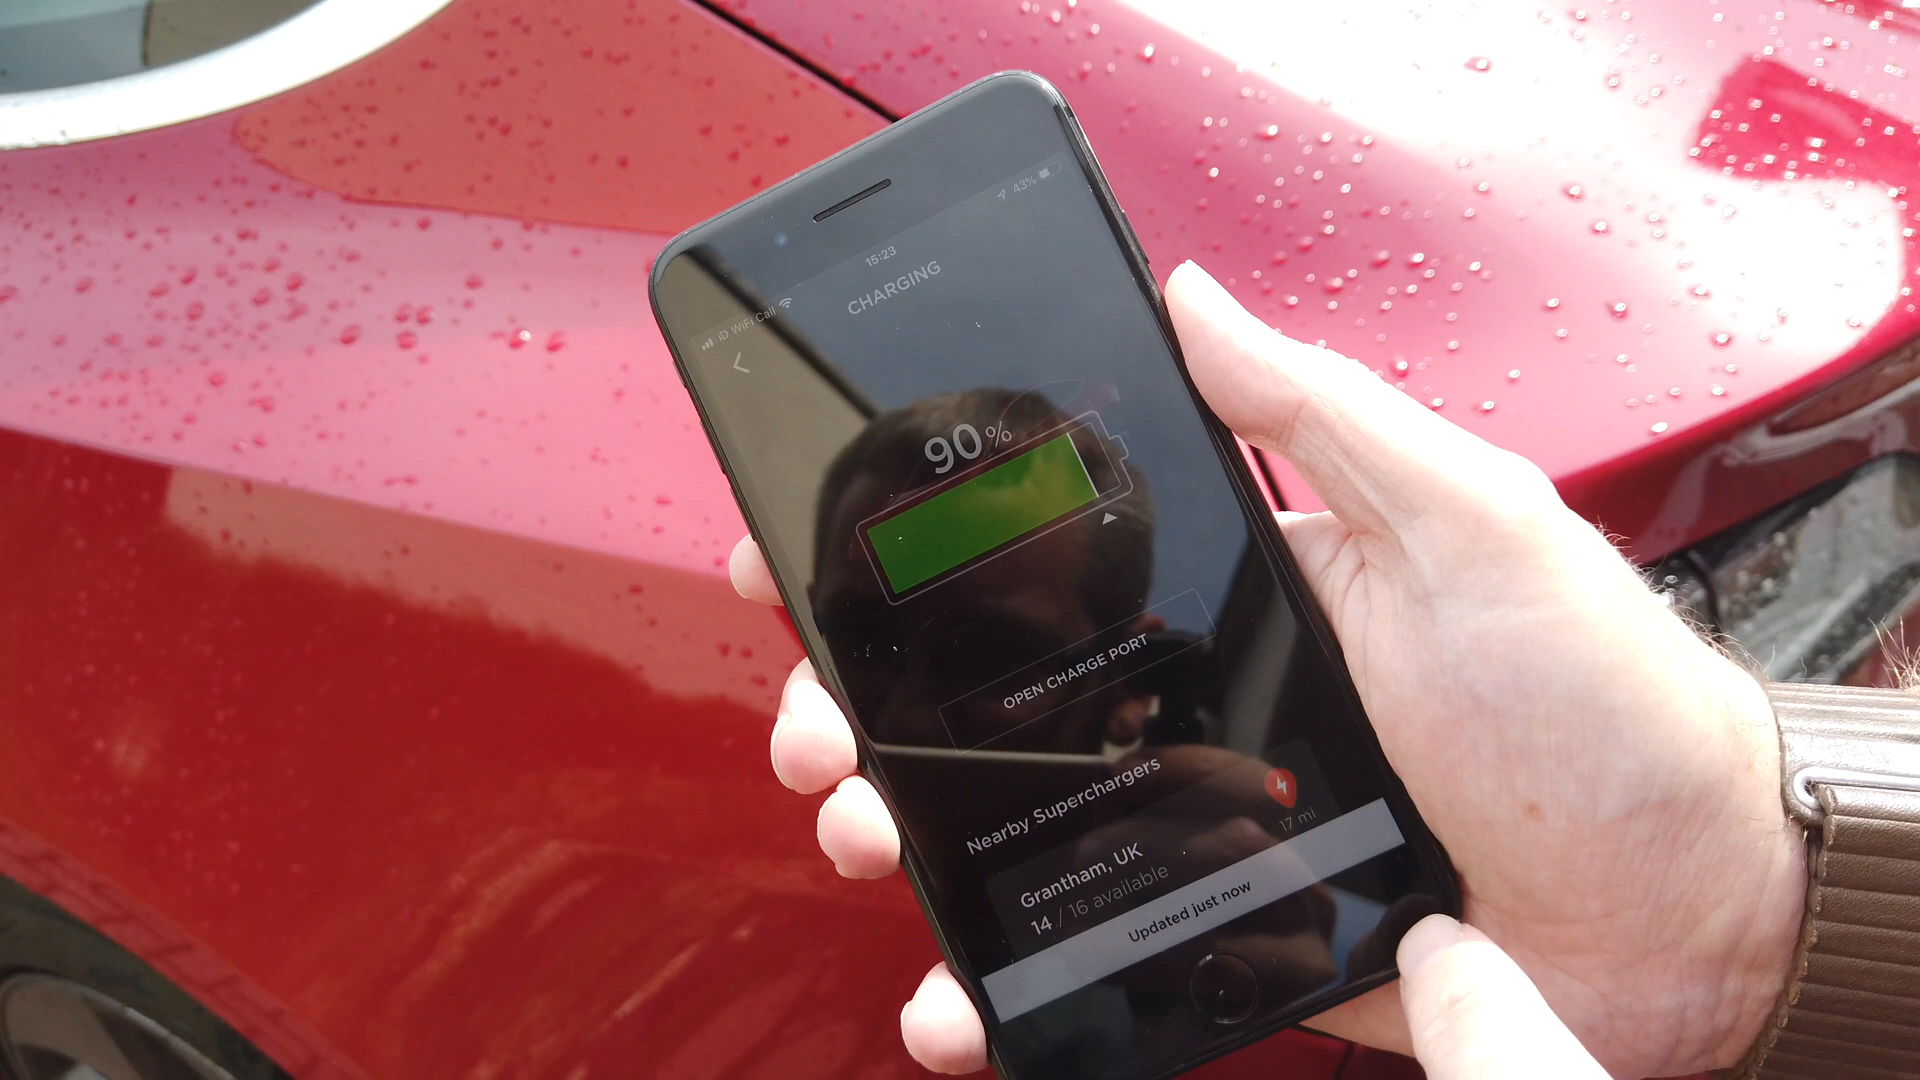 iD WiFi Call
15:23
43%
CHARGING
90%
OPEN CHARGE PORT
Nearby Superchargers
Grantham, UK
17 mi
14 / 16 available
Updated just now